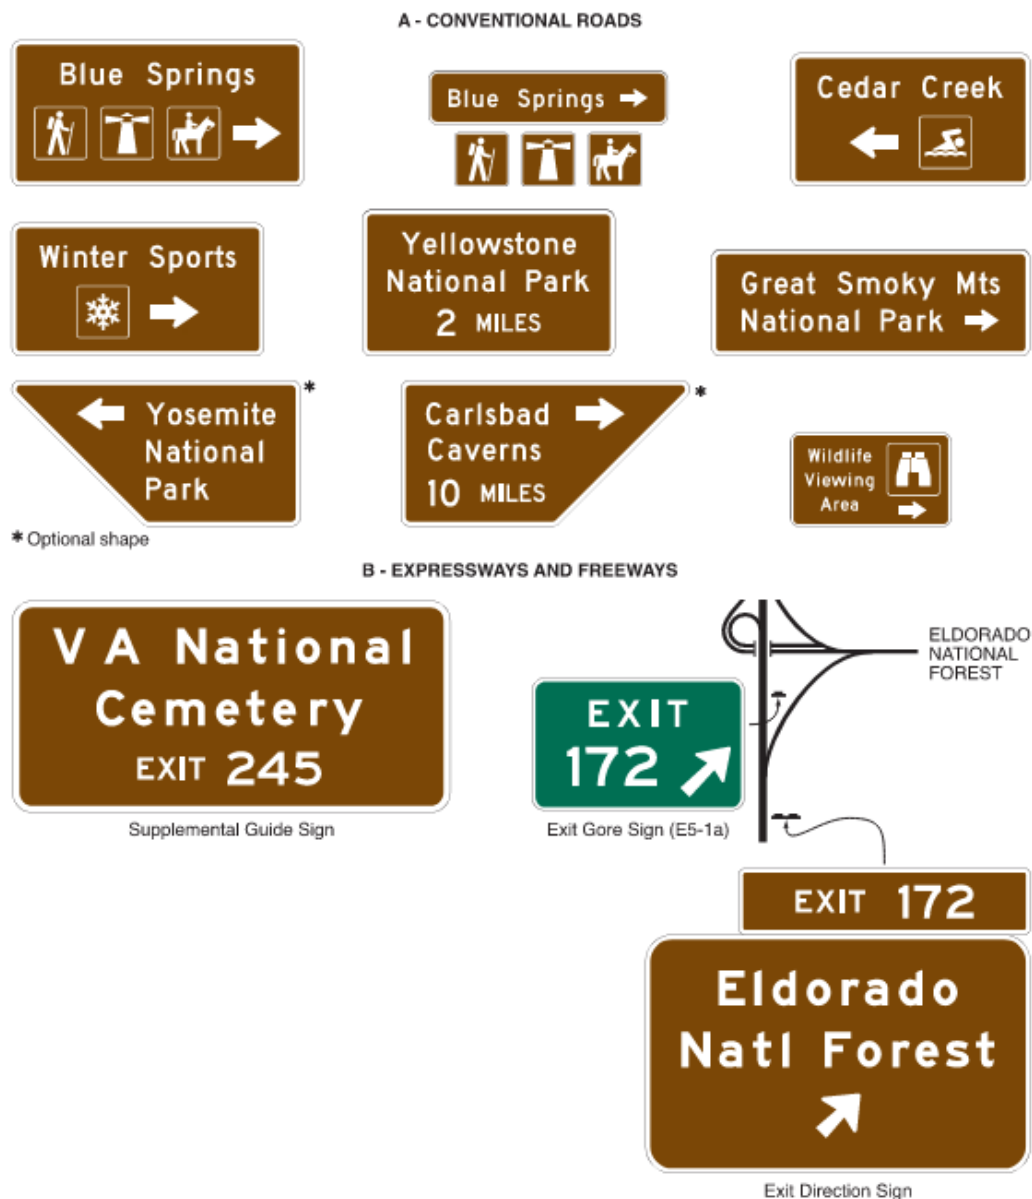 A - CONVENTIONAL ROADS
Blue Springs
Blue Springs
Cedar Creek
Winter Sports
Yellowstone
National Park
2 MILES
Great Smoky Mts
National Park
Yosemite
National
Park
*
Carlsbad
Caverns
10 MILES
*
Wildlife
Viewing
Area
* Optional shape
B - EXPRESSWAYS AND FREEWAYS
VA National
Cemetery
EXIT 245
Supplemental Guide Sign
ELDORADO
NATIONAL
FOREST
EXIT
172
Exit Gore Sign (E5-1a)
EXIT 172
Eldorado
Natl Forest
Exit Direction Sign